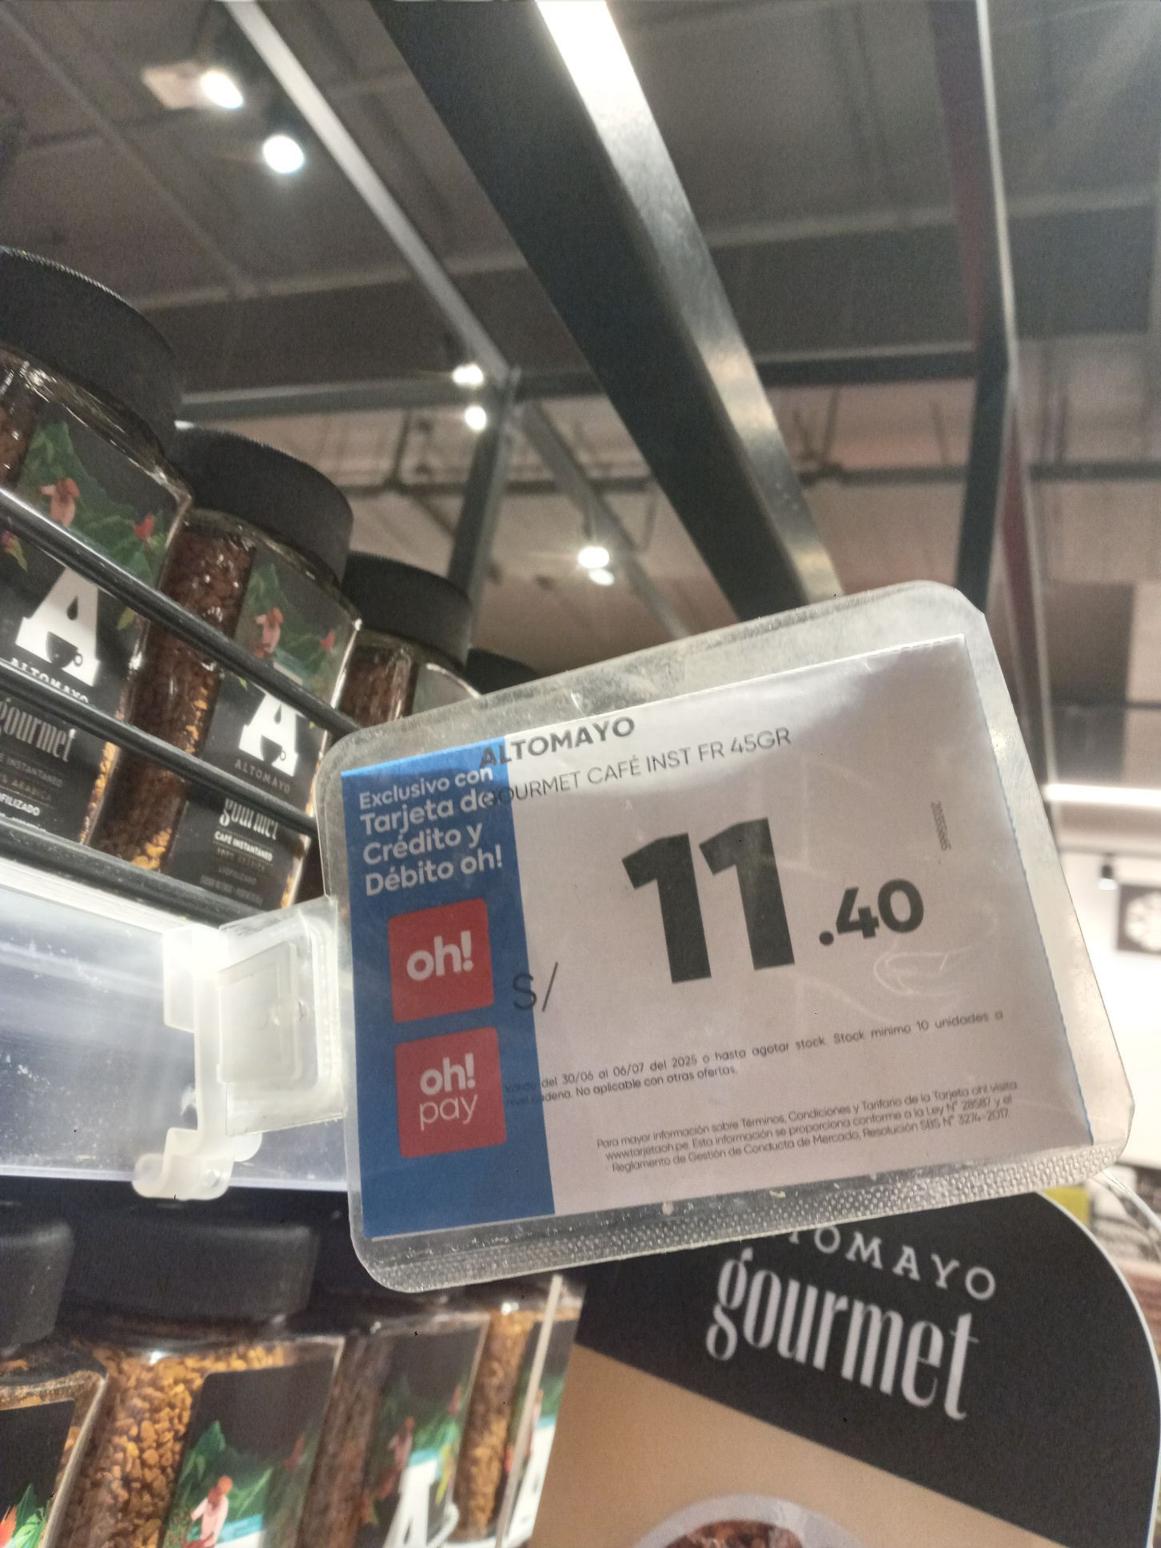 ALTOMAYO
GOURMET CAFÉ INST FR 45GR
Exclusivo con
Tarjeta de
Crédito y
Débito oh!
oh!
oh!
pay
S/ 11.40
del 30/06 al 06/07 del 2025 o hasta agotar stock. Stock mínimo 10 unidades a
nivel cadena. No aplicable con otras ofertas.
Para mayor información sobre Términos, Condiciones y Tarifario de la Tarjeta oh! visita
www.tarjetaoh.pe. Esta información se proporciona conforme a la Ley N° 28587 y el
Reglamento de Gestión de Conducta de Mercado, Resolución SBS N° 3274-2017.
A
ALTOMAYO
gourmet
A
ALTOMAYO
gourmet
CAFÉ INSTANTÁNEO
LIOFILIZADO
TOMAYO
gourmet